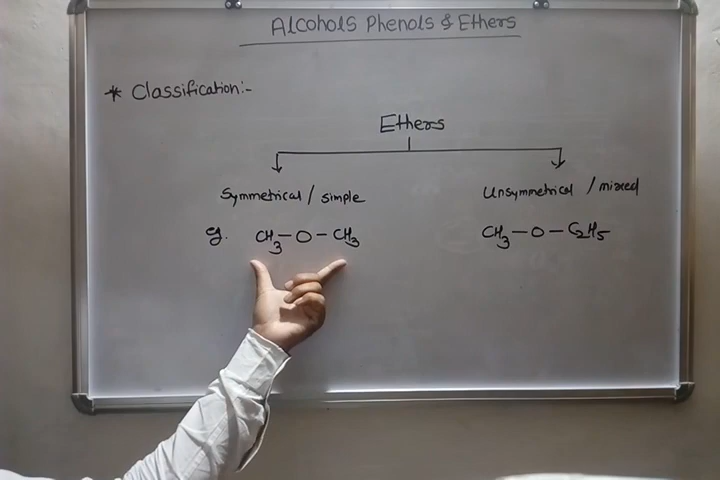 Alcohols Phenols & Ethers
* Classification:-
Ethers
Symmetrical / simple
Unsymmetrical / mixed
eg. CH3 - O - CH3
CH3 - O - C2H5